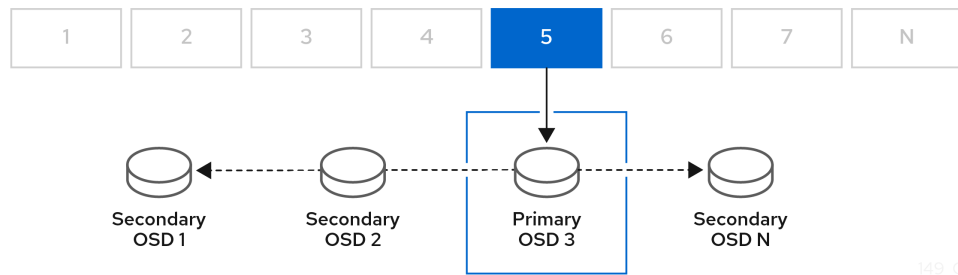 1 2 3 4 5 6 7 N
Secondary Secondary Primary Secondary
OSD 1 OSD 2 OSD 3 OSD N